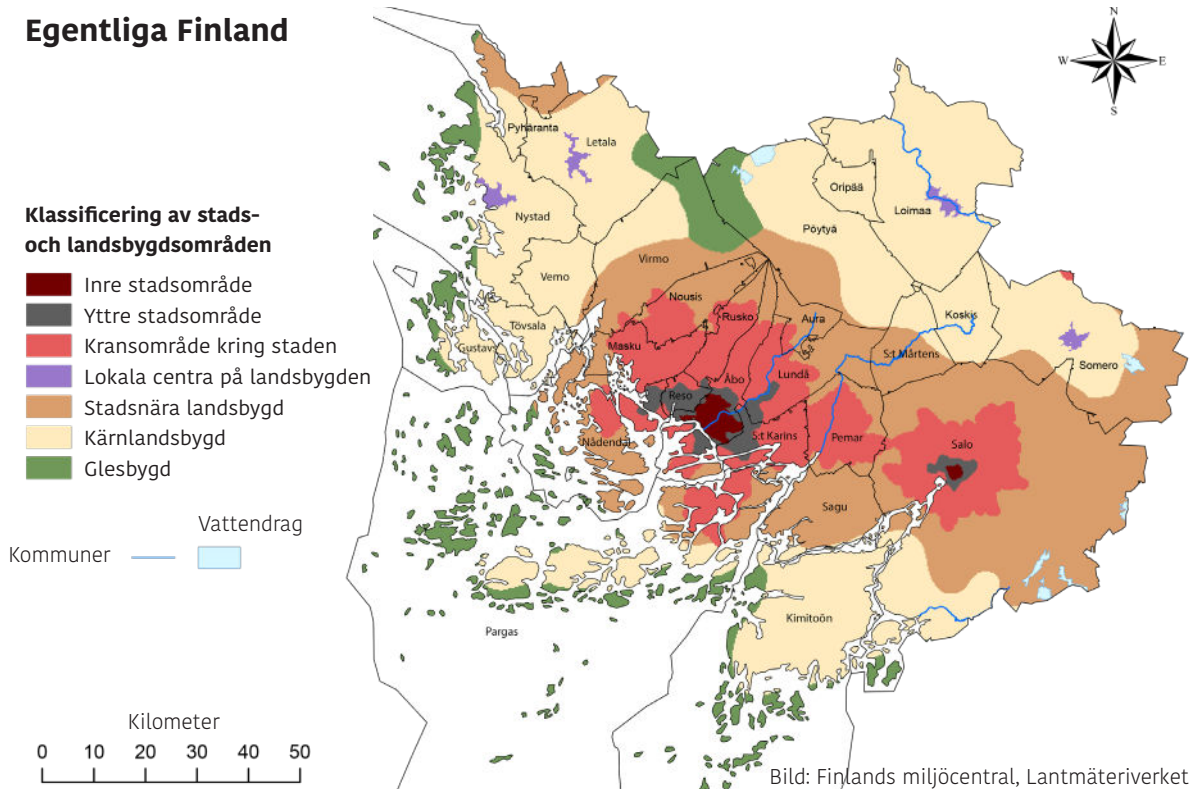 Egentliga Finland
N
W
E
S
Klassificering av stads-
och landsbygdsområden
Inre stadsområde
Yttre stadsområde
Kransområde kring staden
Lokala centra på landsbygden
Stadsnära landsbygd
Kärnlandsbygd
Glesbygd
Vattendrag
Kommuner
Pyhäranta
Letala
Nystad
Vemo
Tövsala
Gustavs
Virmo
Nousis
Rusko
Masku
Aura
Åbo
Lundå
Reso
Nådendal
S:t Karins
Pemar
Oripää
Loimaa
Pöytyä
Koskis
S:t Mårtens
Somero
Salo
Sagu
Kimitoön
Pargas
Kilometer
0 10 20 30 40 50
Bild: Finlands miljöcentral, Lantmäteriverket